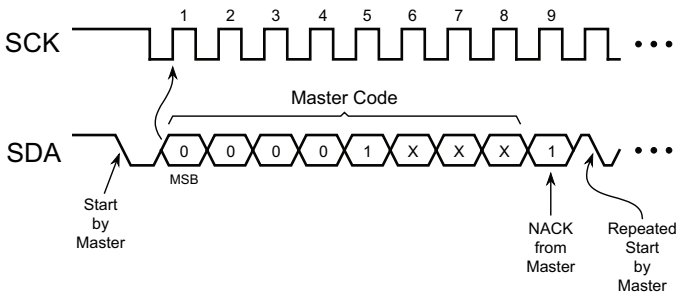 1 2 3 4 5 6 7 8 9
SCK
Master Code
SDA
0 0 0 0 1 X X X 1
MSB
Start
by
Master
NACK
from
Master
Repeated
Start
by
Master